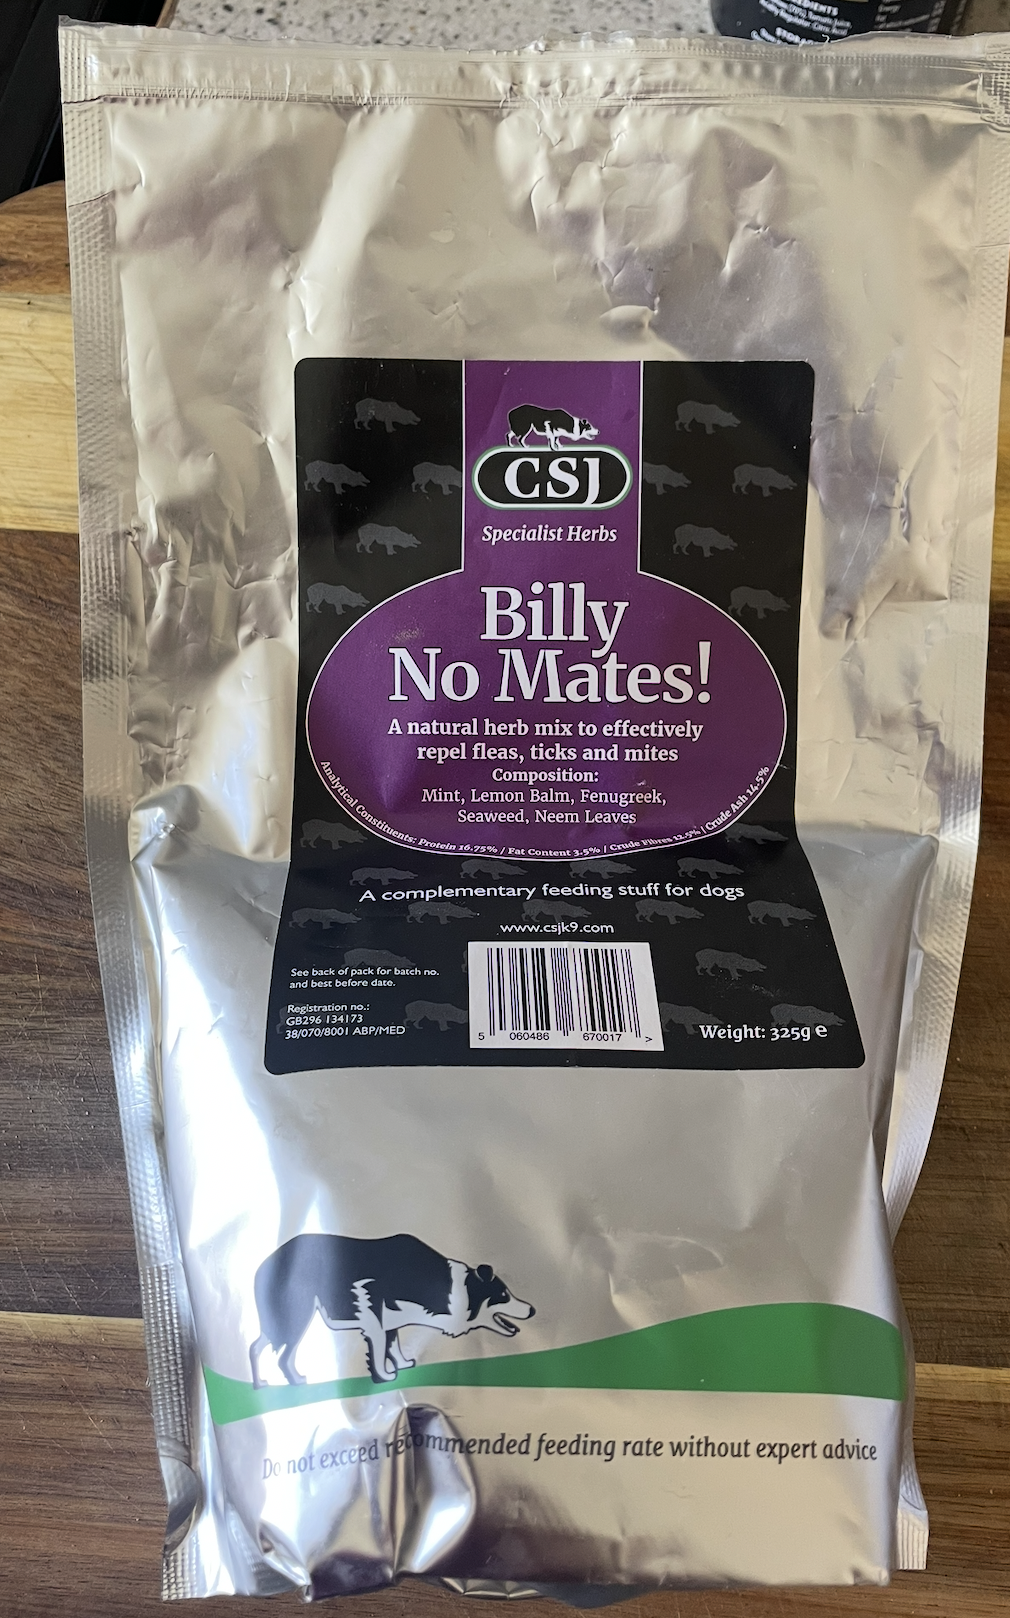 CSJ
Specialist Herbs
Billy
No Mates!
A natural herb mix to effectively
repel fleas, ticks and mites
Composition:
Mint, Lemon Balm, Fenugreek,
Seaweed, Neem Leaves
Analytical Constituents: Protein 16.75% / Fat Content 3.5% / Crude Fibres 12.5% / Crude Ash 14.5%
A complementary feeding stuff for dogs
www.csjk9.com
See back of pack for batch no.
and best before date.
Registration no.:
GB296 134173
38/070/8001 ABP/MED
5 060486 670017 >
Weight: 325g e
Do not exceed recommended feeding rate without expert advice